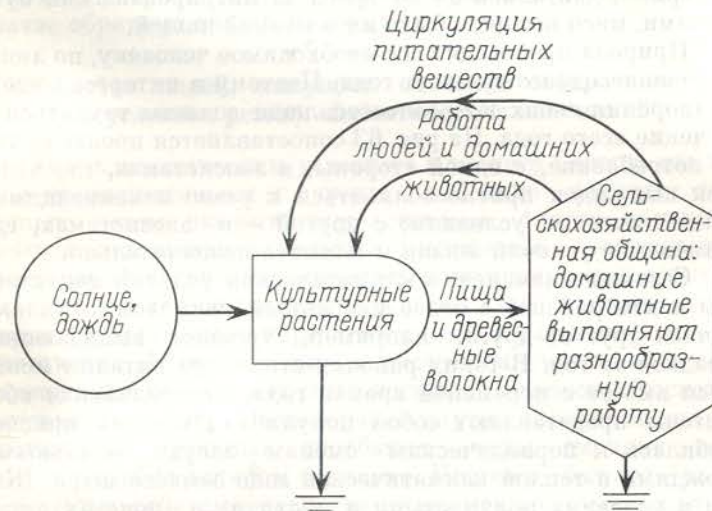 Циркуляция
питательных
веществ
Работа
людей и домашних
животных
Солнце,
дождь
Культурные
растения
Пища
и древес-
ные
волокна
Сель-
скохозяйствен-
ная община:
домашние
животные
выполняют
разнообраз-
ную
работу